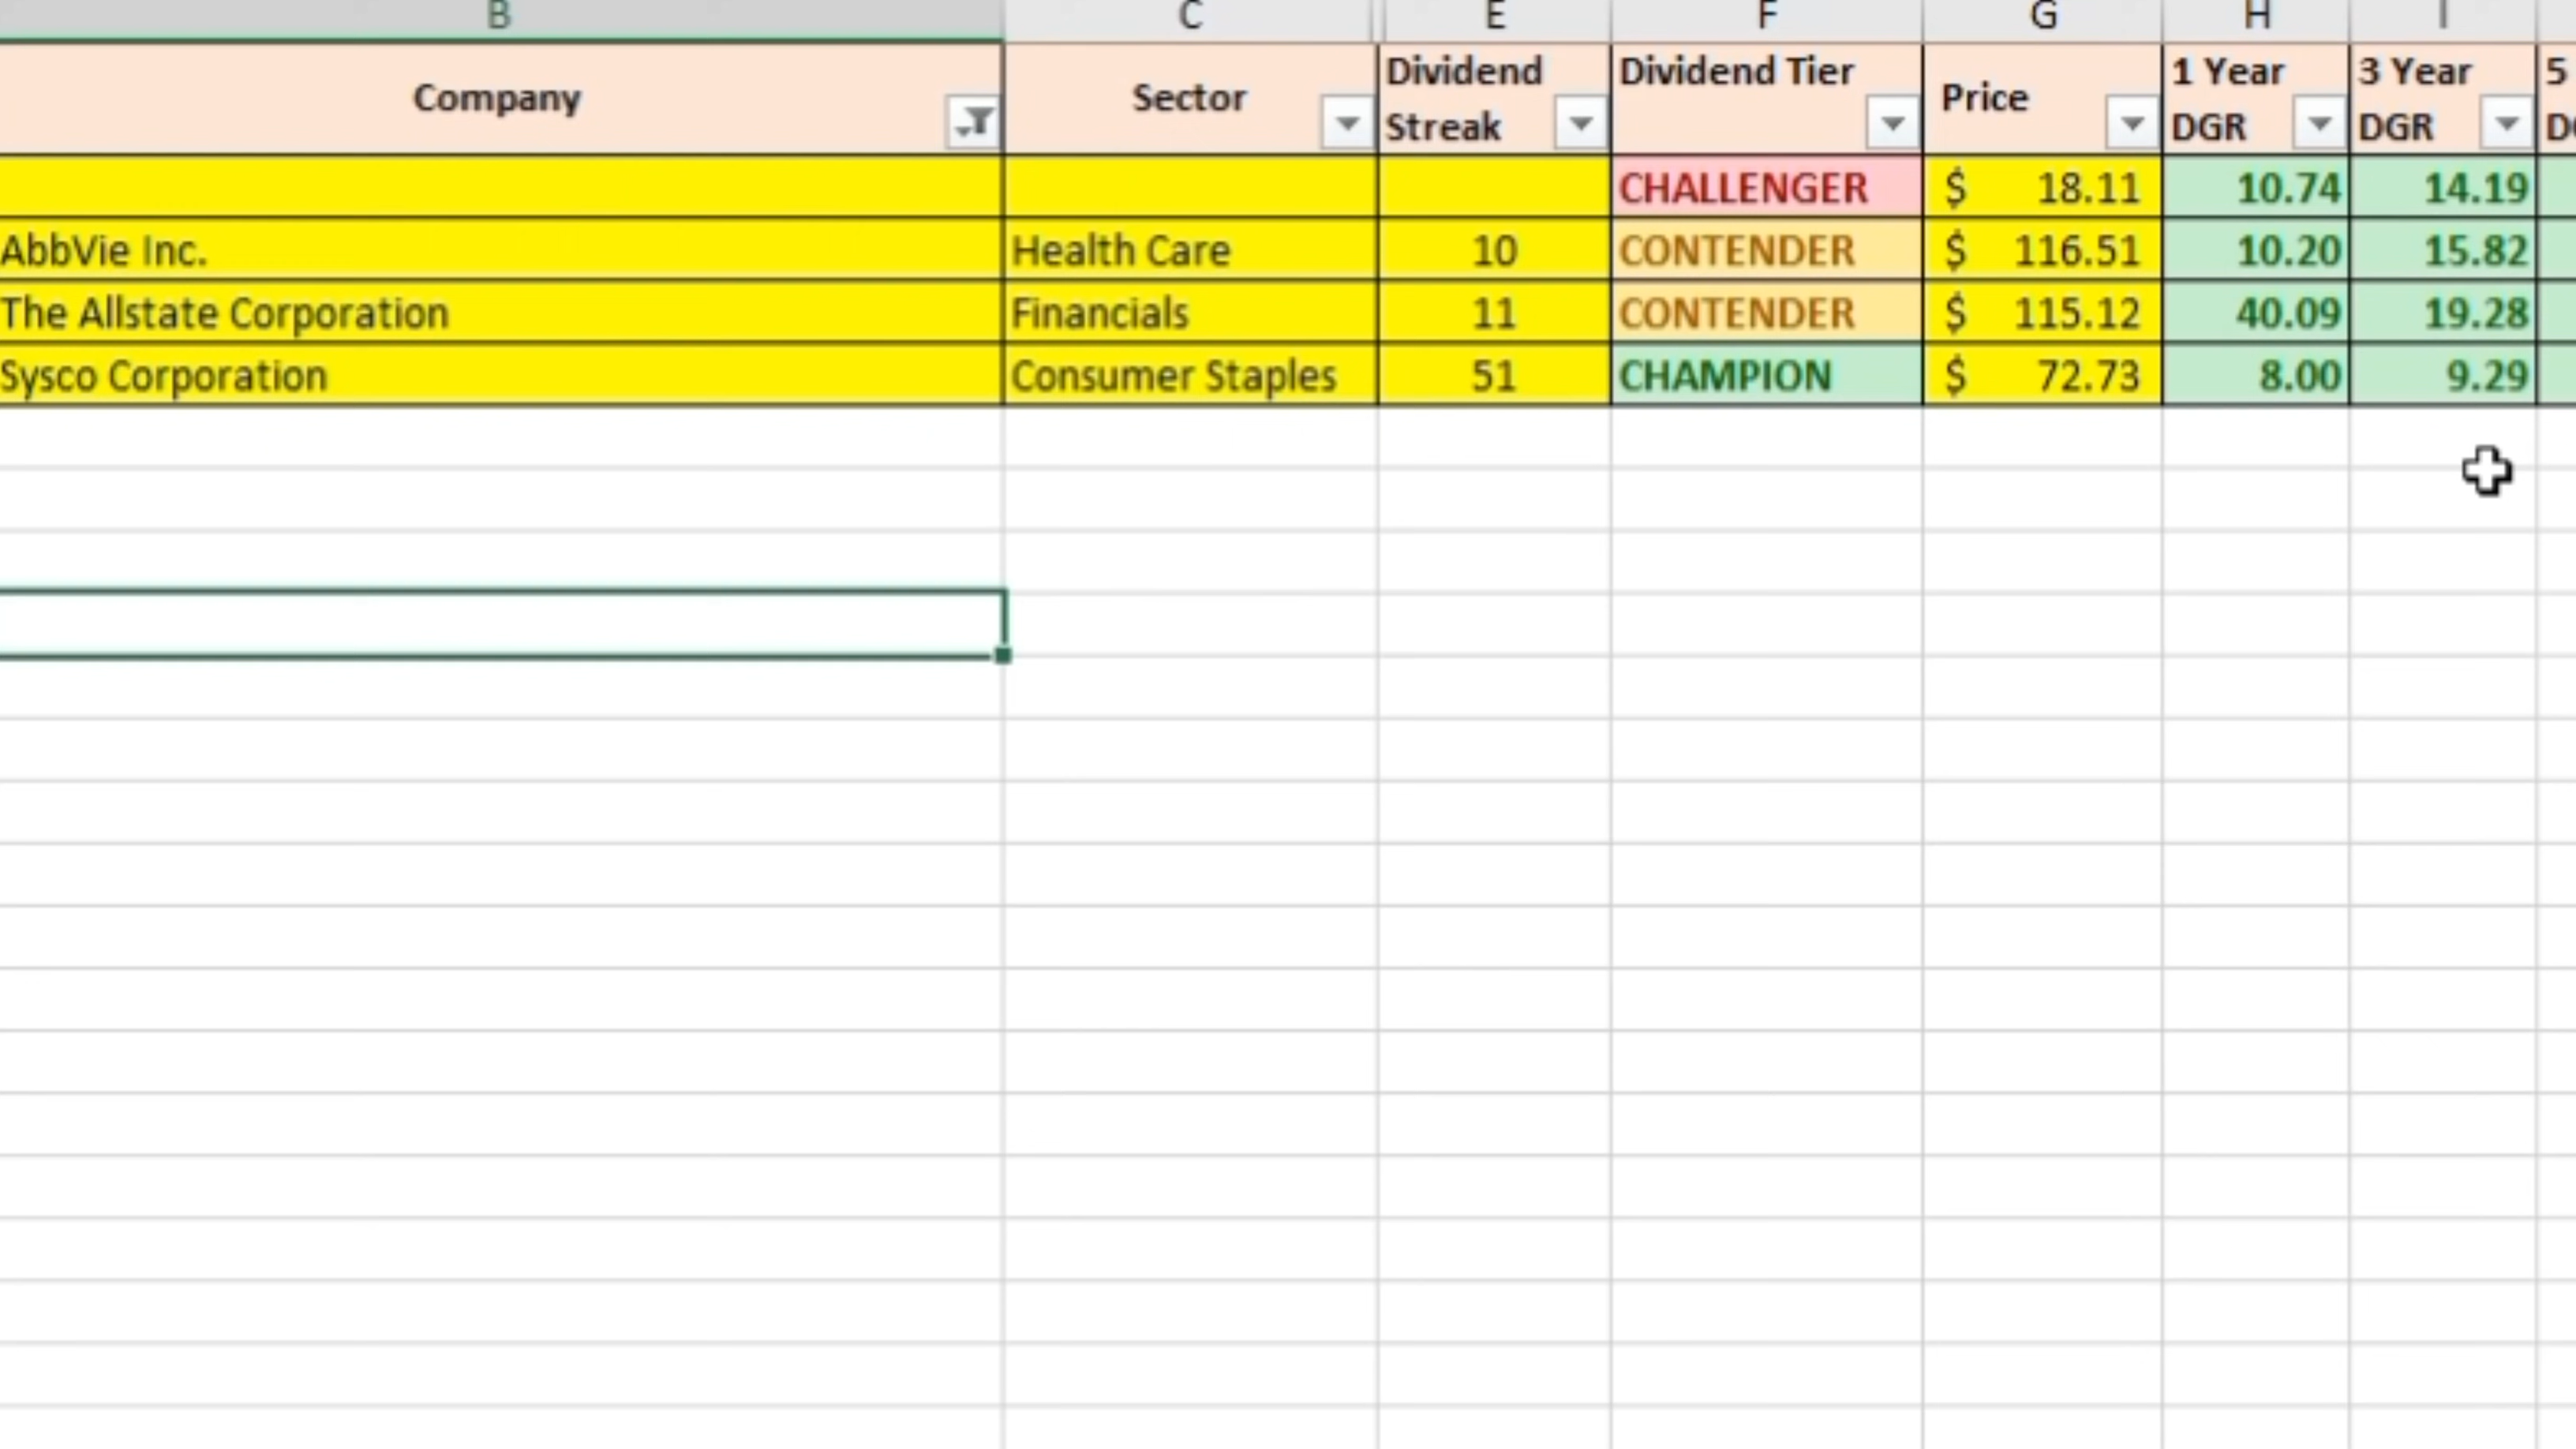 B C E F G H I
Company Sector Dividend Streak Dividend Tier Price 1 Year DGR 3 Year DGR 5
CHALLENGER $ 18.11 10.74 14.19
AbbVie Inc. Health Care 10 CONTENDER $ 116.51 10.20 15.82
The Allstate Corporation Financials 11 CONTENDER $ 115.12 40.09 19.28
Sysco Corporation Consumer Staples 51 CHAMPION $ 72.73 8.00 9.29